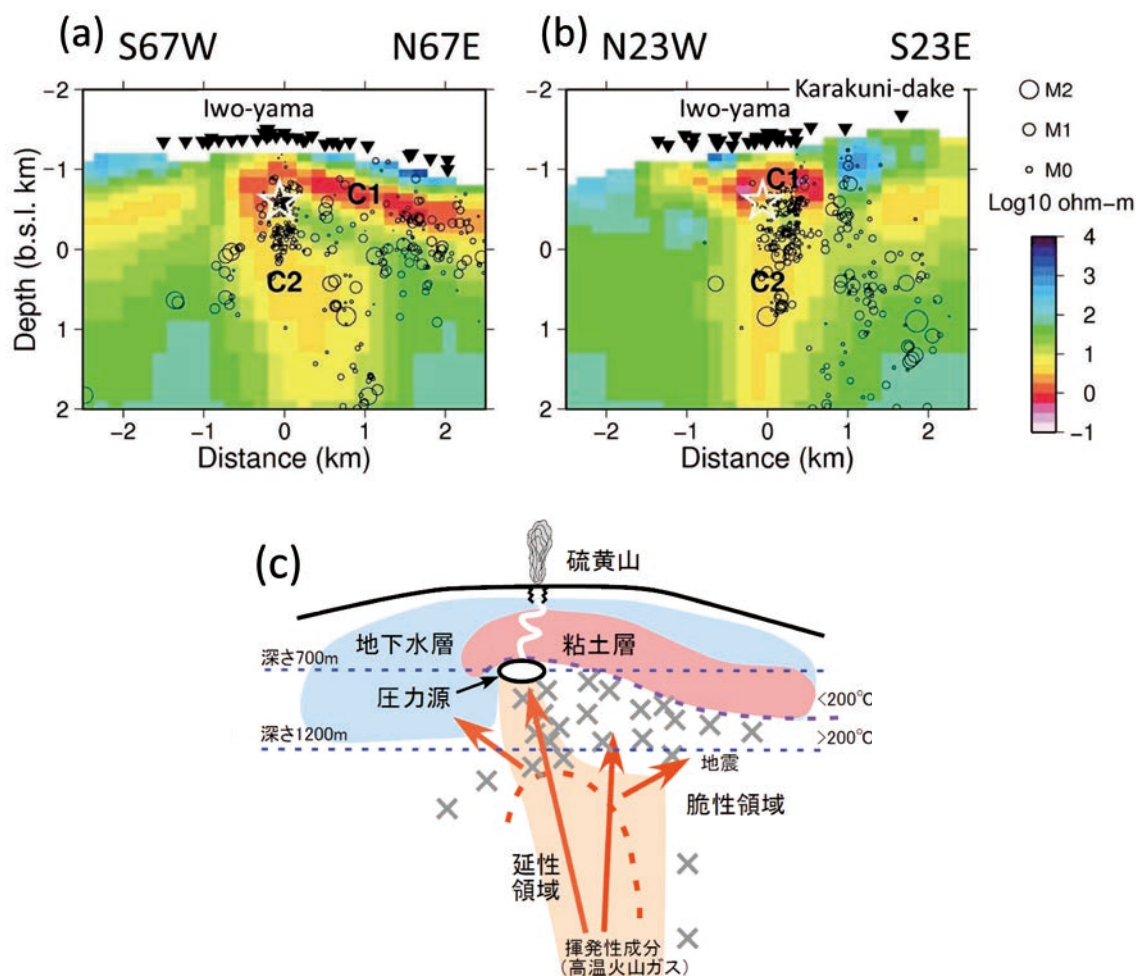 (a) S67W N67E
Iwo-yama
C1
C2
-2
-1
0
1
2
Depth (b.s.l. km)
-2 -1 0 1 2
Distance (km)
(b) N23W S23E
Karakuni-dake
Iwo-yama
C1
C2
-2
-1
0
1
2
-2 -1 0 1 2
Distance (km)
M2
M1
M0
Log10 ohm-m
4
3
2
1
0
-1
(c)
硫黄山
地下水層
粘土層
深さ700m
圧力源
<200℃
深さ1200m
>200℃
地震
脆性領域
延性
領域
揮発性成分
(高温火山ガス)